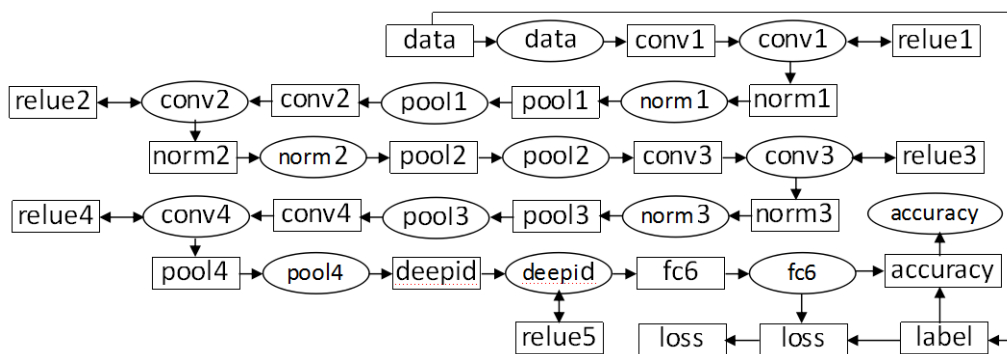 data data conv1 conv1 relue1
relue2 conv2 conv2 pool1 pool1 norm1 norm1
norm2 norm2 pool2 pool2 conv3 conv3 relue3
relue4 conv4 conv4 pool3 pool3 norm3 norm3 accuracy
pool4 pool4 deepid deepid fc6 fc6 accuracy
relue5 loss loss label